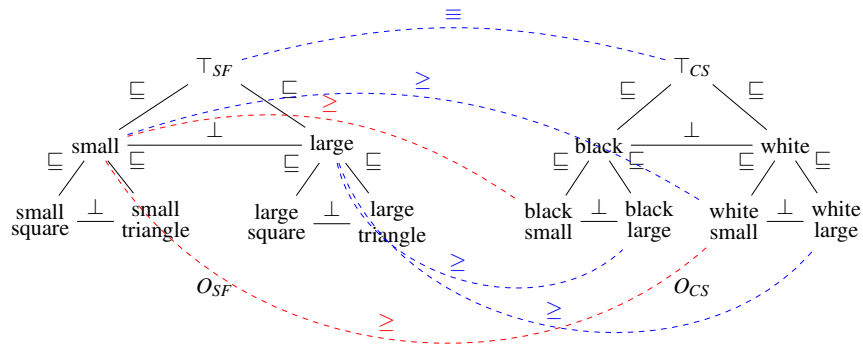 ≡
⊤SF
⊤CS
⊑ ⊑ ≥ ≥ ⊑ ⊑
small ⊥ large black ⊥ white
⊑ ⊑ ⊑ ⊑ ⊑ ⊑ ⊑ ⊑
small square ⊥ small triangle
large square ⊥ large triangle
black small ⊥ black large
white small ⊥ white large
≥
OSF
OCS
≥
≥